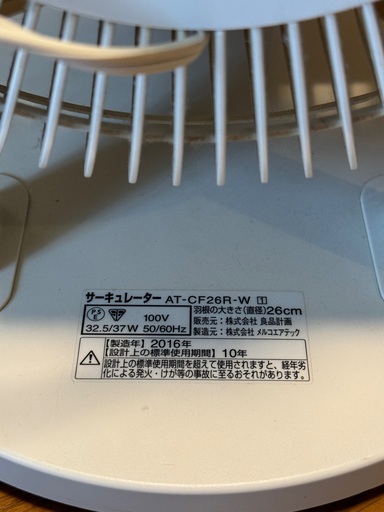 サーキュレーター AT-CF26R-W 1
100V
32.5/37W 50/60Hz
羽根の大きさ(直径)26cm
販売元：株式会社 良品計画
製造元：株式会社 メルコエアテック
【製造年】2016年
【設計上の標準使用期間】10年
設計上の標準使用期間を超えて使用されますと、経年劣
化による発火・けが等の事故に至るおそれがあります。